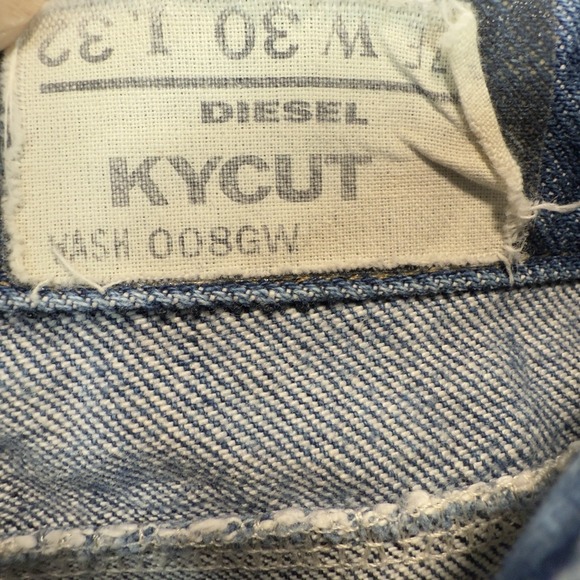 W 30 L 32
DIESEL
KYCUT
WASH 008GW